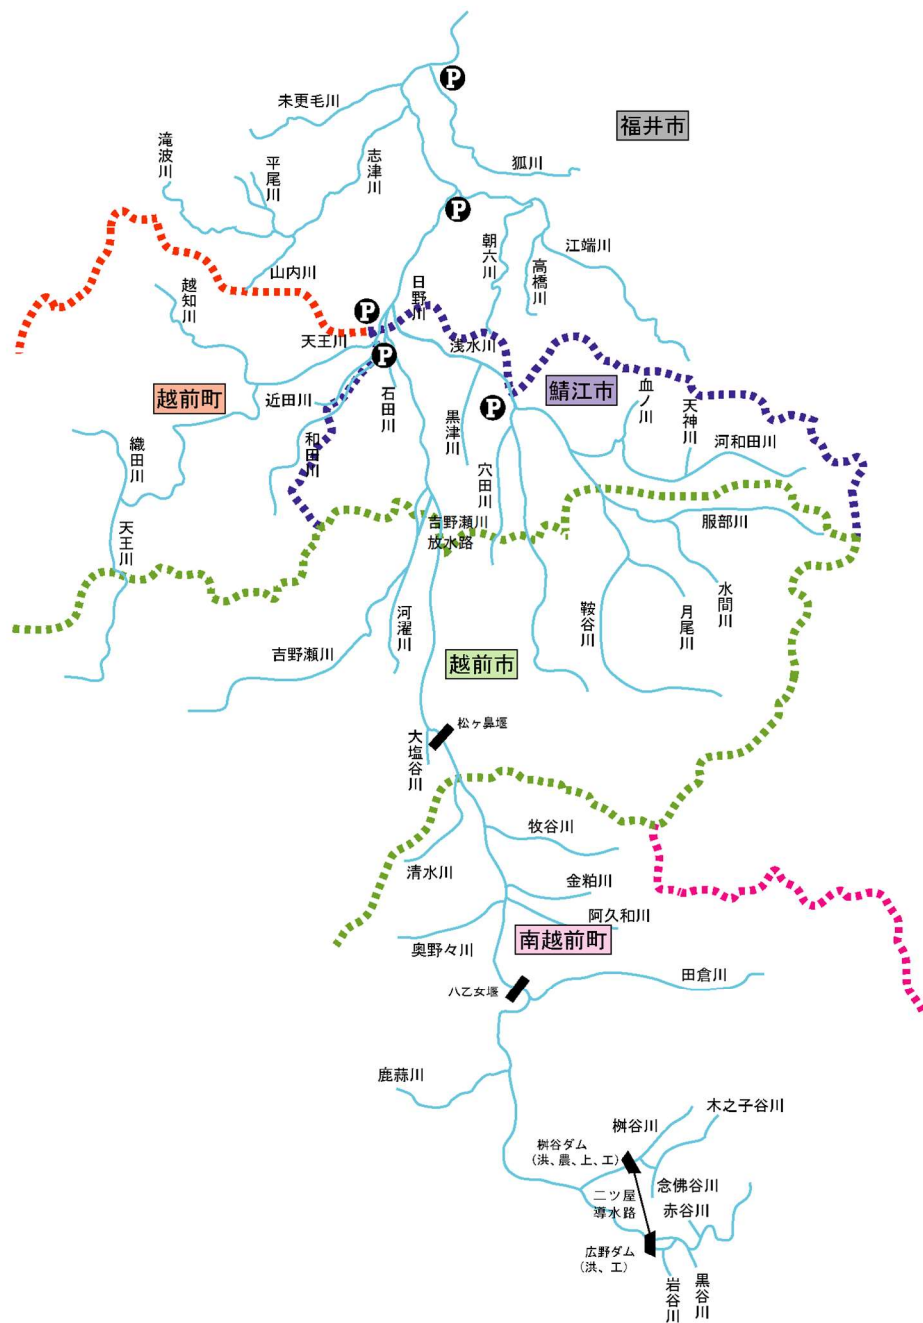 P
未更毛川
福井市
滝波川
平尾川
志津川
狐川
P
朝六川
江端川
高橋川
山内川
越知川
日野川
P
天王川
浅水川
P
越前町
近田川
石田川
黒津川
P
鯖江市
血ノ川
天神川
織田川
和田川
穴田川
河和田川
天王川
吉野瀬川
放水路
服部川
河濯川
鞍谷川
月尾川
水間川
吉野瀬川
越前市
松ヶ鼻堰
大塩谷川
牧谷川
清水川
金粕川
阿久和川
奥野々川
南越前町
田倉川
八乙女堰
鹿蒜川
木之子谷川
桝谷川
桝谷ダム
(洪、農、上、工)
念佛谷川
二ツ屋
導水路
赤谷川
広野ダム
(洪、工)
岩谷川
黒谷川